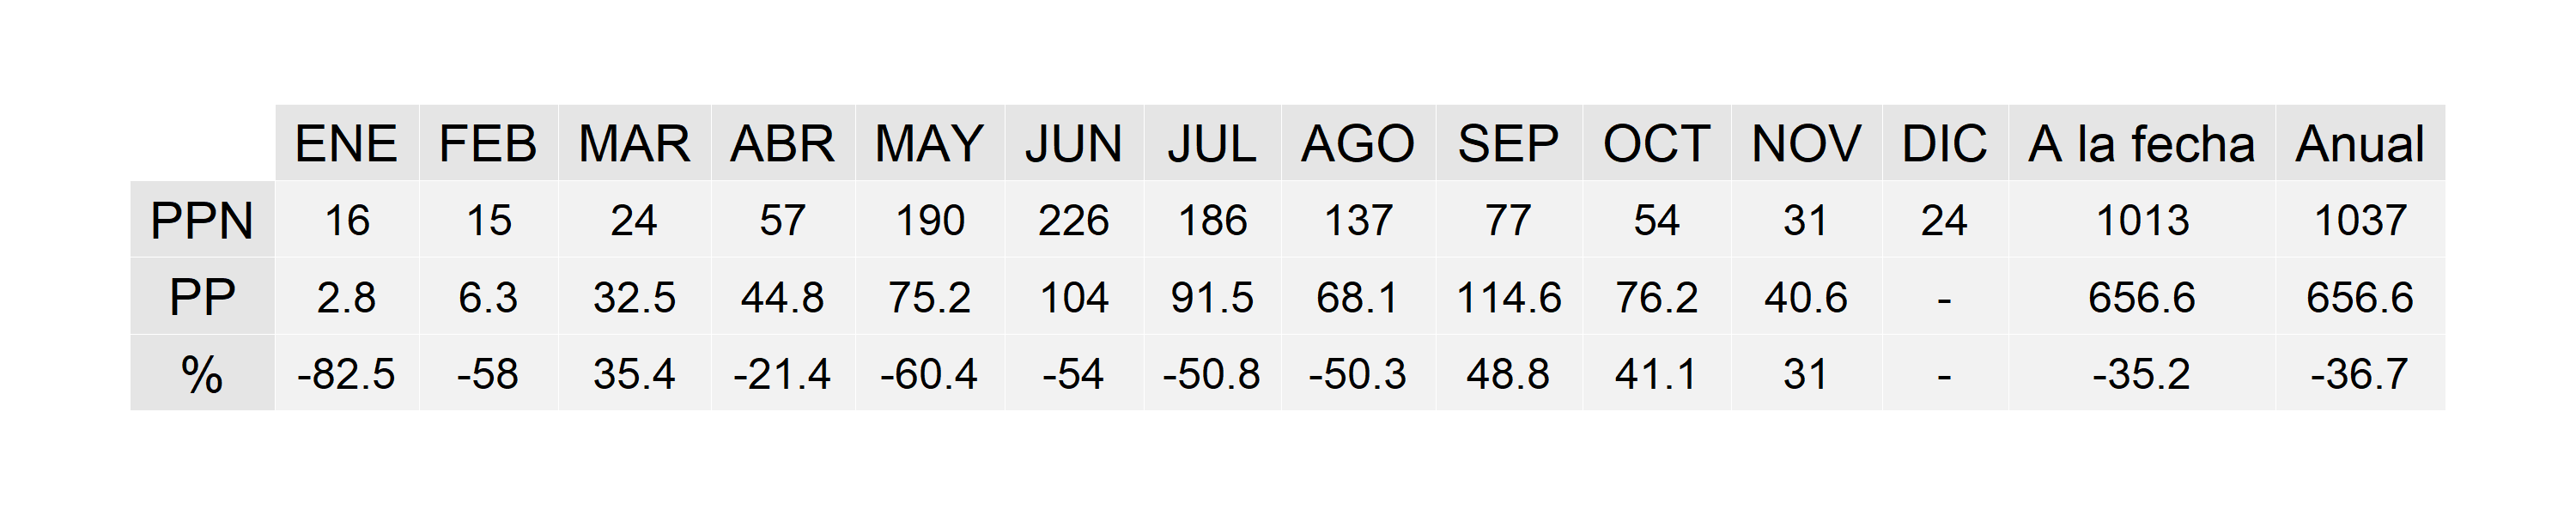 ENE FEB MAR ABR MAY JUN JUL AGO SEP OCT NOV DIC A la fecha Anual
PPN 16 15 24 57 190 226 186 137 77 54 31 24 1013 1037
PP 2.8 6.3 32.5 44.8 75.2 104 91.5 68.1 114.6 76.2 40.6 - 656.6 656.6
% -82.5 -58 35.4 -21.4 -60.4 -54 -50.8 -50.3 48.8 41.1 31 - -35.2 -36.7